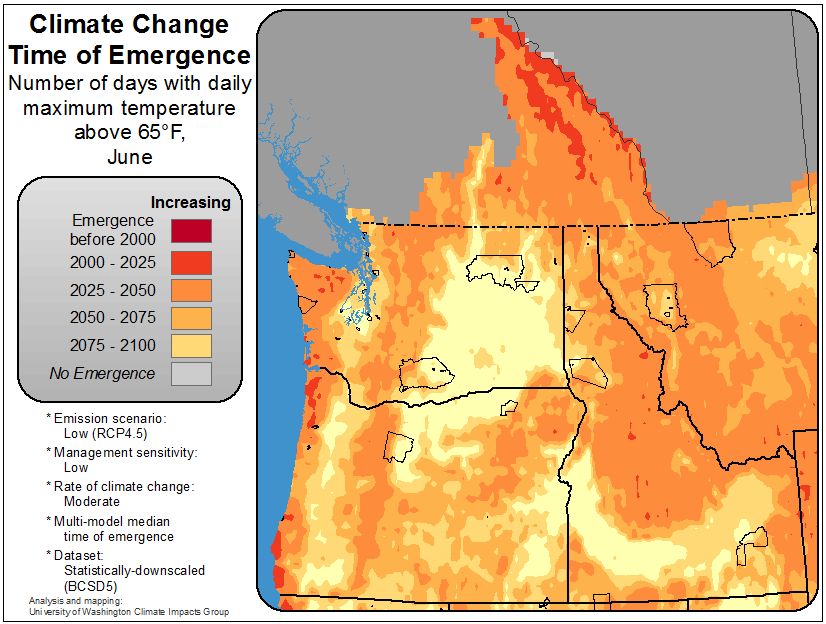 Climate Change
Time of Emergence
Number of days with daily
maximum temperature
above 65°F,
June
Increasing
Emergence
before 2000
2000 - 2025
2025 - 2050
2050 - 2075
2075 - 2100
No Emergence
* Emission scenario:
Low (RCP4.5)
* Management sensitivity:
Low
* Rate of climate change:
Moderate
* Multi-model median
time of emergence
* Dataset:
Statistically-downscaled
(BCSD5)
Analysis and mapping:
University of Washington Climate Impacts Group